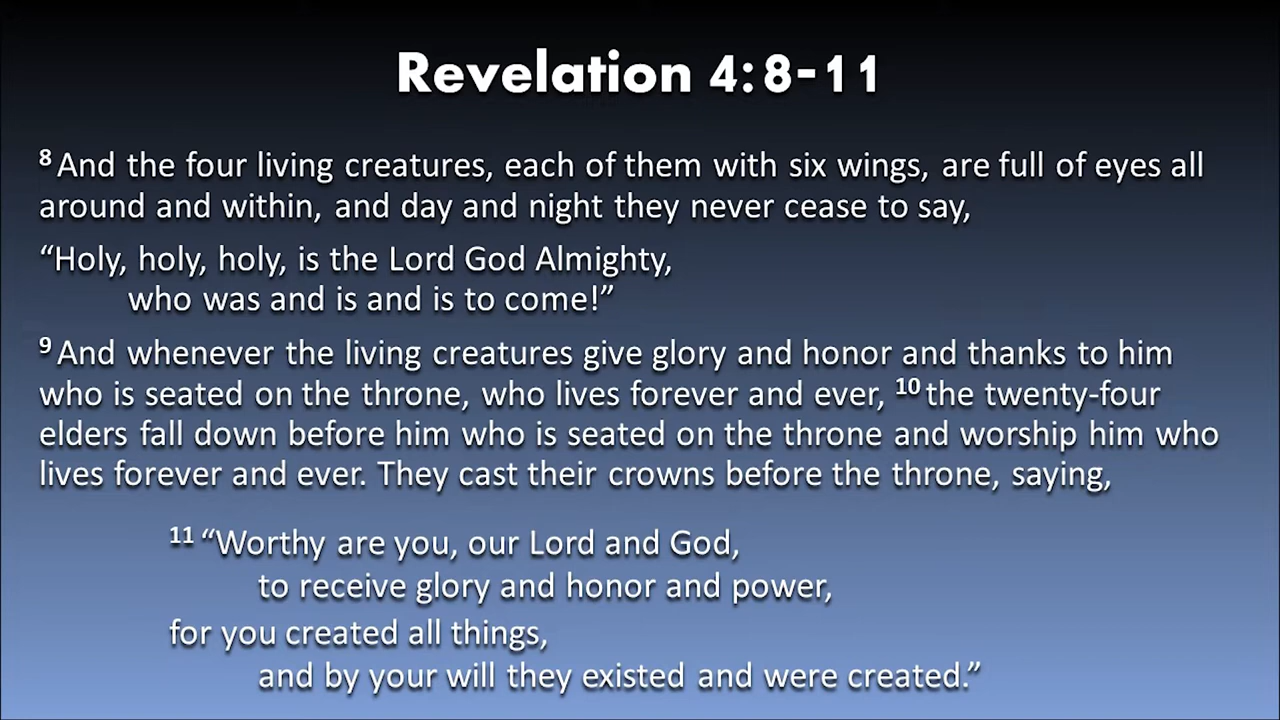 Revelation 4:8-11
8 And the four living creatures, each of them with six wings, are full of eyes all
around and within, and day and night they never cease to say,
“Holy, holy, holy, is the Lord God Almighty,
who was and is and is to come!”
9 And whenever the living creatures give glory and honor and thanks to him
who is seated on the throne, who lives forever and ever, 10 the twenty-four
elders fall down before him who is seated on the throne and worship him who
lives forever and ever. They cast their crowns before the throne, saying,
11 “Worthy are you, our Lord and God,
to receive glory and honor and power,
for you created all things,
and by your will they existed and were created.”